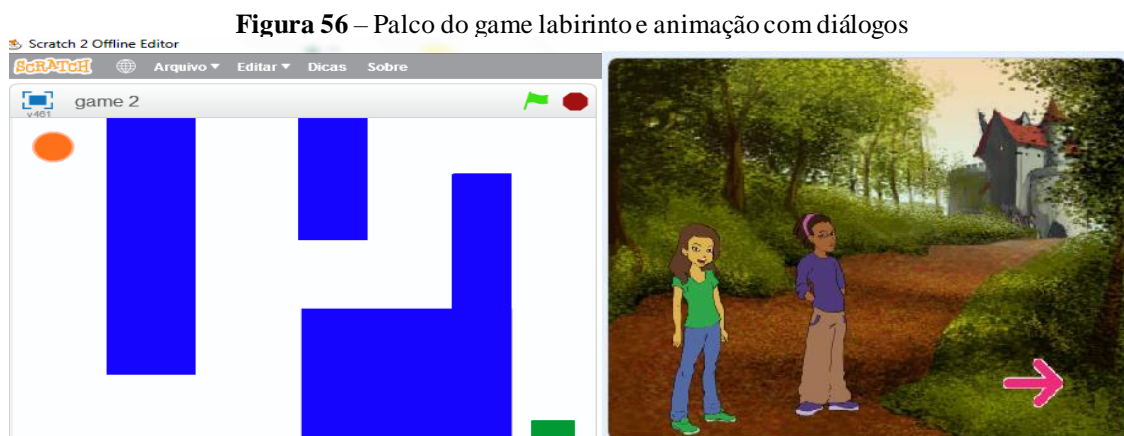 Figura 56 – Palco do game labirinto e animação com diálogos
Scratch 2 Offline Editor
SCRATCH Arquivo Editar Dicas Sobre
game 2
v461